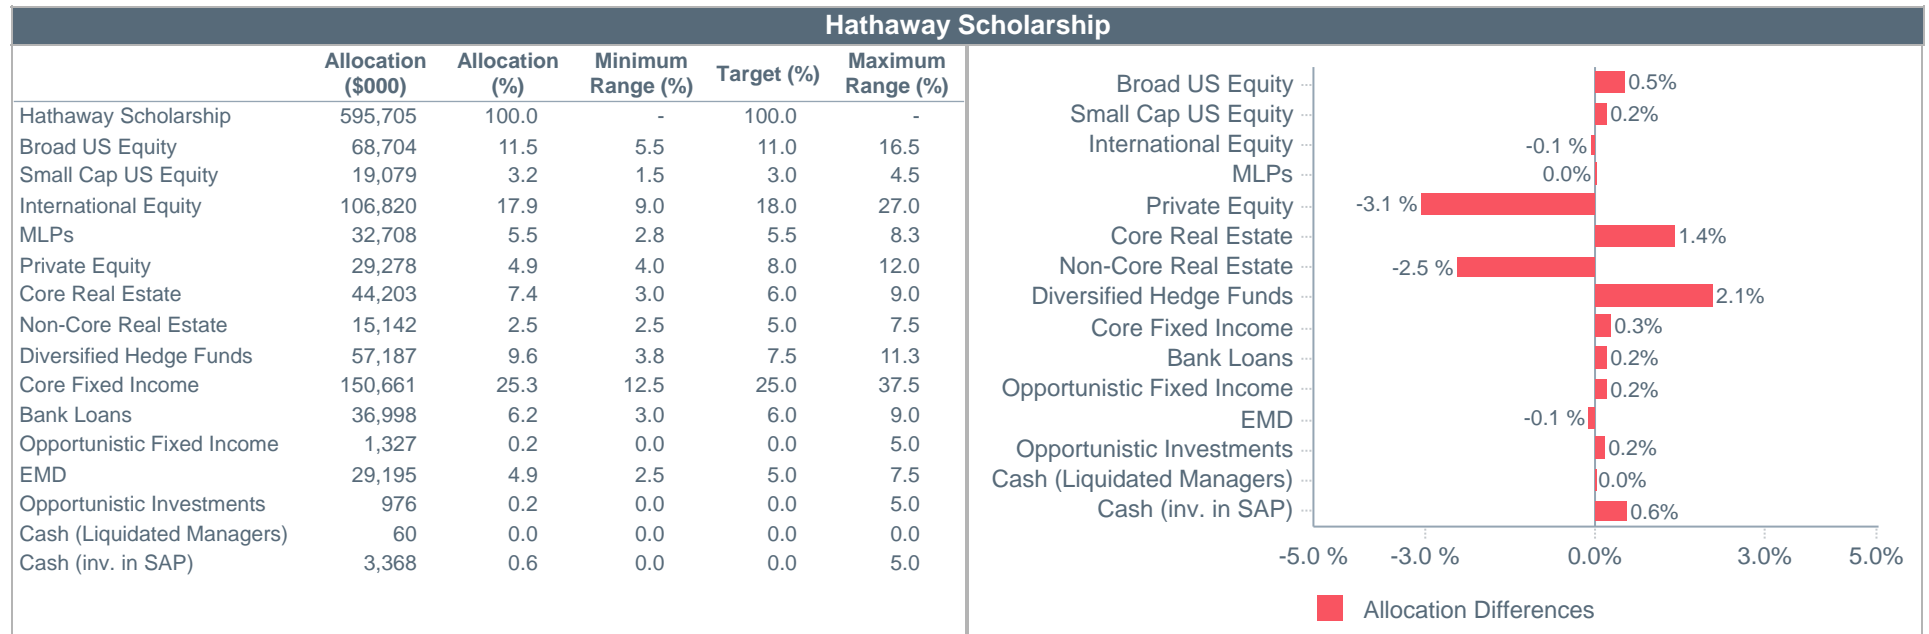 Hathaway Scholarship
Allocation ($000) Allocation (%) Minimum Range (%) Target (%) Maximum Range (%)
Hathaway Scholarship 595,705 100.0 - 100.0 -
Broad US Equity 68,704 11.5 5.5 11.0 16.5
Small Cap US Equity 19,079 3.2 1.5 3.0 4.5
International Equity 106,820 17.9 9.0 18.0 27.0
MLPs 32,708 5.5 2.8 5.5 8.3
Private Equity 29,278 4.9 4.0 8.0 12.0
Core Real Estate 44,203 7.4 3.0 6.0 9.0
Non-Core Real Estate 15,142 2.5 2.5 5.0 7.5
Diversified Hedge Funds 57,187 9.6 3.8 7.5 11.3
Core Fixed Income 150,661 25.3 12.5 25.0 37.5
Bank Loans 36,998 6.2 3.0 6.0 9.0
Opportunistic Fixed Income 1,327 0.2 0.0 0.0 5.0
EMD 29,195 4.9 2.5 5.0 7.5
Opportunistic Investments 976 0.2 0.0 0.0 5.0
Cash (Liquidated Managers) 60 0.0 0.0 0.0 0.0
Cash (inv. in SAP) 3,368 0.6 0.0 0.0 5.0
Broad US Equity 0.5%
Small Cap US Equity 0.2%
International Equity -0.1 %
MLPs 0.0%
Private Equity -3.1 %
Core Real Estate 1.4%
Non-Core Real Estate -2.5 %
Diversified Hedge Funds 2.1%
Core Fixed Income 0.3%
Bank Loans 0.2%
Opportunistic Fixed Income 0.2%
EMD -0.1 %
Opportunistic Investments 0.2%
Cash (Liquidated Managers) 0.0%
Cash (inv. in SAP) 0.6%
-5.0 % -3.0 % 0.0% 3.0% 5.0%
Allocation Differences